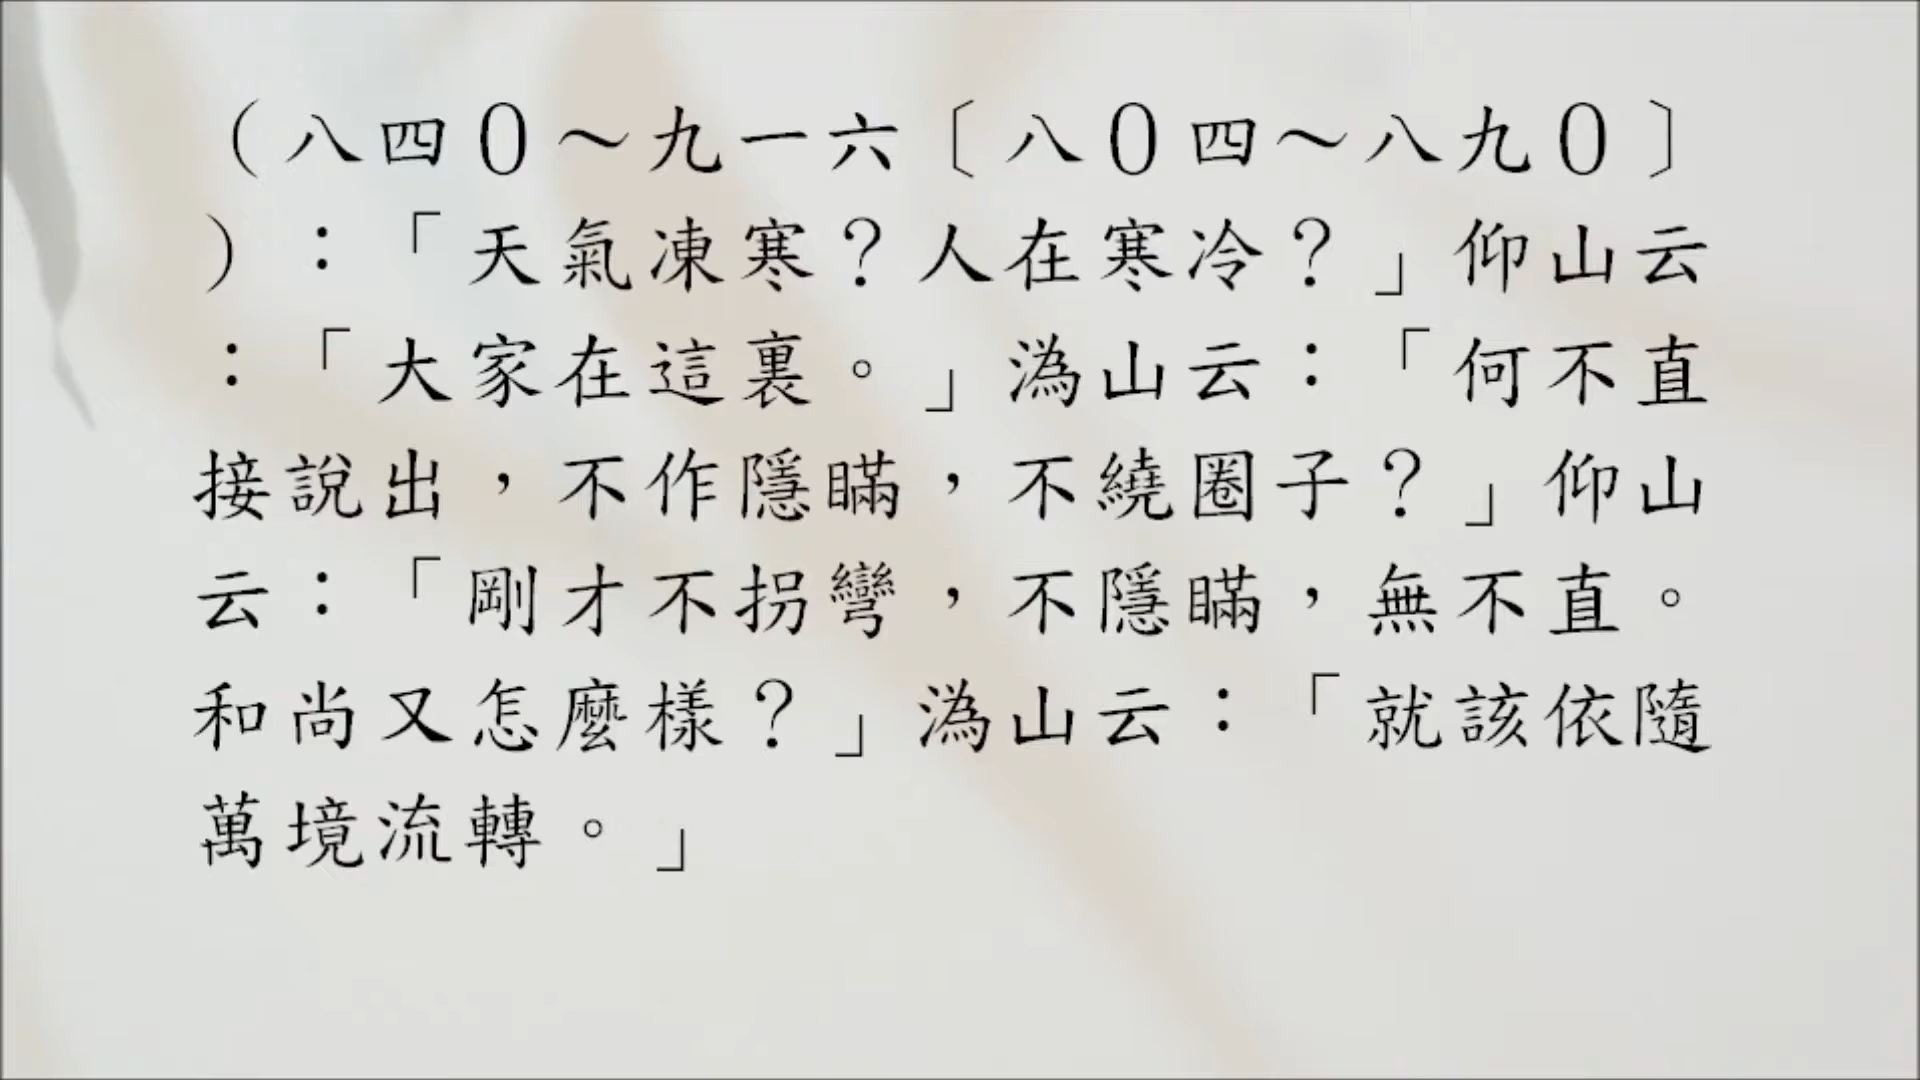 （八四０～九一六〔八０四～八九０〕
）：「天氣凍寒？人在寒冷？」仰山云
：「大家在這裏。」溈山云：「何不直
接說出，不作隱瞞，不繞圈子？」仰山
云：「剛才不拐彎，不隱瞞，無不直。
和尚又怎麼樣？」溈山云：「就該依隨
萬境流轉。」